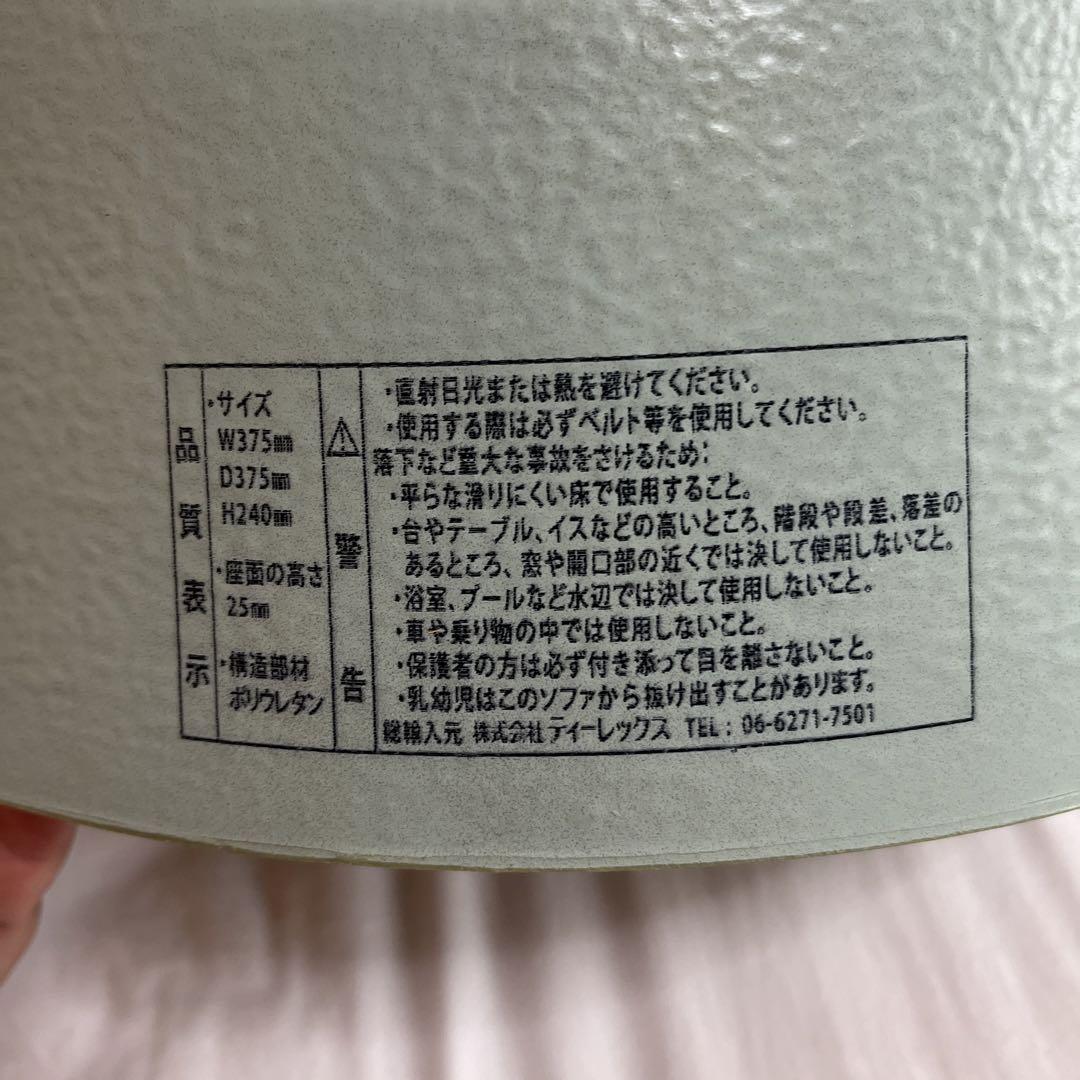 品質表示
・サイズ
W375㎜
D375㎜
H240㎜
・座面の高さ
25㎜
・構造部材
ポリウレタン
⚠警告
・直射日光または熱を避けてください。
・使用する際は必ずベルト等を使用してください。
落下など重大な事故をさけるため;
・平らな滑りにくい床で使用すること。
・台やテーブル、イスなどの高いところ、階段や段差、落差の
あるところ、窓や開口部の近くでは決して使用しないこと。
・浴室、プールなど水辺では決して使用しないこと。
・車や乗り物の中では使用しないこと。
・保護者の方は必ず付き添って目を離さないこと。
・乳幼児はこのソファから抜け出すことがあります。
総輸入元 株式会社ティーレックス TEL : 06-6271-7501